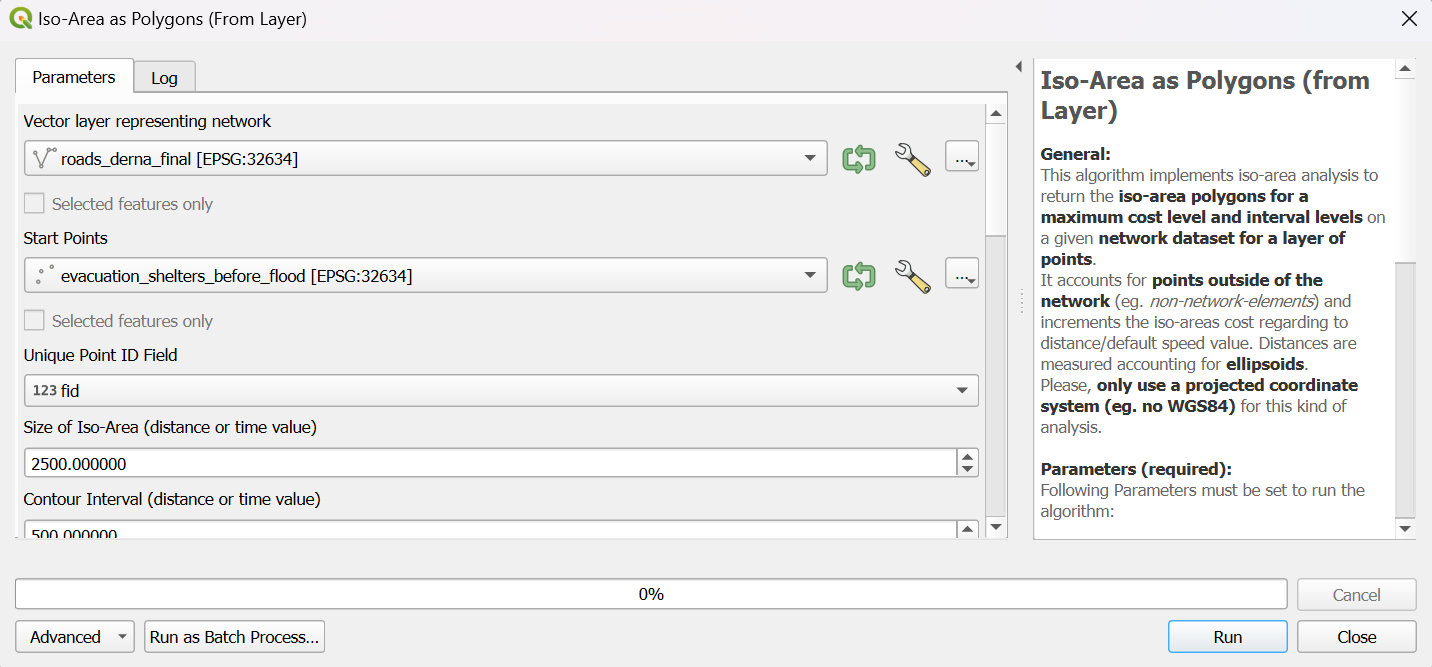 Iso-Area as Polygons (From Layer)
Parameters
Log
Vector layer representing network
roads_derna_final [EPSG:32634]
...
Selected features only
Start Points
evacuation_shelters_before_flood [EPSG:32634]
...
Selected features only
Unique Point ID Field
123 fid
Size of Iso-Area (distance or time value)
2500.000000
Contour Interval (distance or time value)
500.000000
Iso-Area as Polygons (from
Layer)
General:
This algorithm implements iso-area analysis to
return the iso-area polygons for a
maximum cost level and interval levels on
a given network dataset for a layer of
points.
It accounts for points outside of the
network (eg. non-network-elements) and
increments the iso-areas cost regarding to
distance/default speed value. Distances are
measured accounting for ellipsoids.
Please, only use a projected coordinate
system (eg. no WGS84) for this kind of
analysis.
Parameters (required):
Following Parameters must be set to run the
algorithm:
0%
Cancel
Advanced
Run as Batch Process...
Run
Close